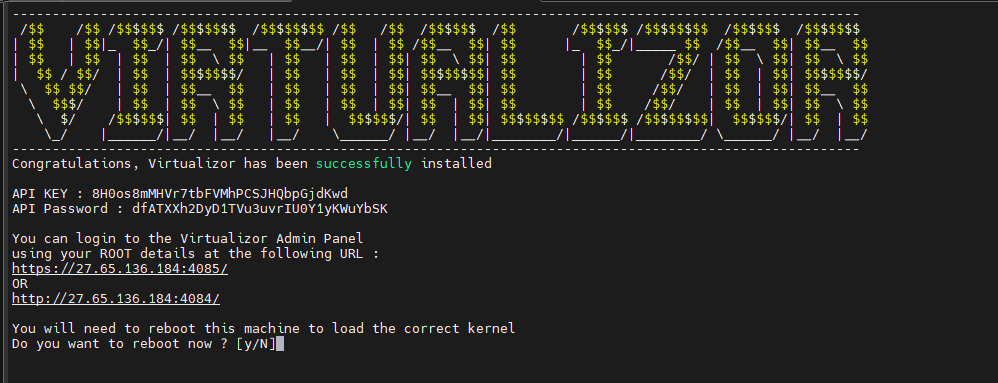 VIRTUALIZOR
Congratulations, Virtualizor has been successfully installed
API KEY : 8H0os8mMHVr7tbFVMhPCSJHQbpGjdKwd
API Password : dfATXXh2DyD1TVu3uvrIU0Y1yKWuYbSK
You can login to the Virtualizor Admin Panel
using your ROOT details at the following URL :
https://27.65.136.184:4085/
OR
http://27.65.136.184:4084/
You will need to reboot this machine to load the correct kernel
Do you want to reboot now ? [y/N]